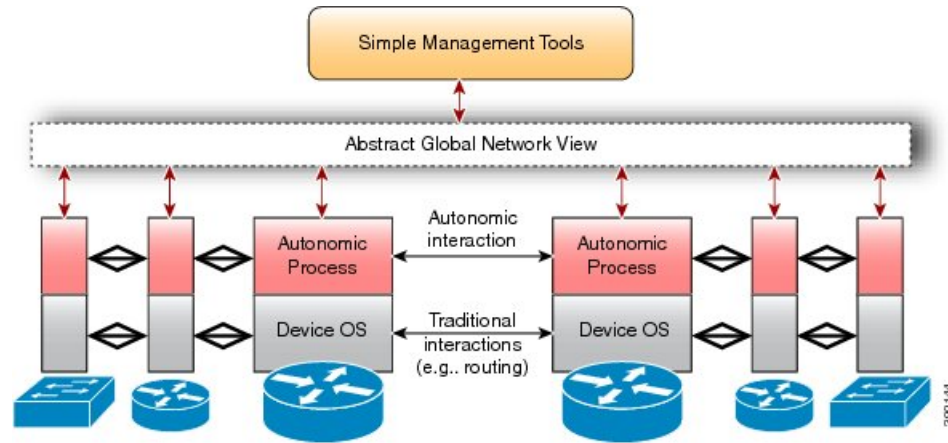 Simple Management Tools
Abstract Global Network View
Autonomic
interaction
Autonomic
Process
Autonomic
Process
Traditional
interactions
(e.g.. routing)
Device OS
Device OS